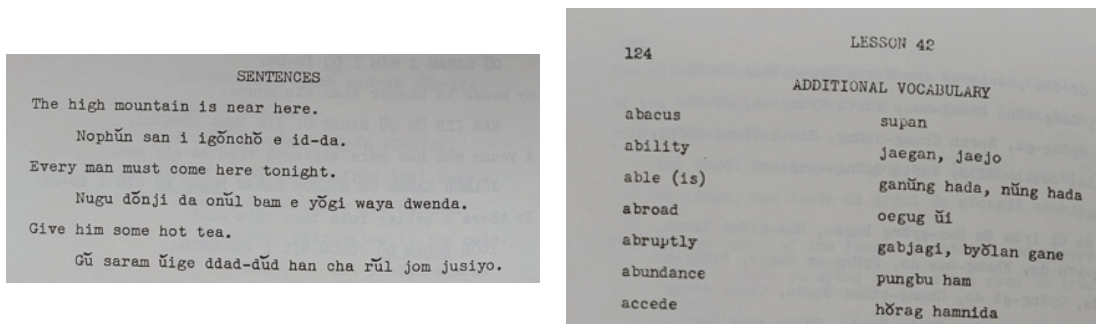 SENTENCES
The high mountain is near here.
Nophŭn san i igŏnchŏ e id-da.
Every man must come here tonight.
Nugu dŏnji da onŭl bam e yŏgi waya dwenda.
Give him some hot tea.
Gŭ saram ŭige ddad-dŭd han cha rŭl jom jusiyo.
124
LESSON 42
ADDITIONAL VOCABULARY
abacus supan
ability jaegan, jaejo
able (is) ganŭng hada, nŭng hada
abroad oegug ŭi
abruptly gabjagi, byŏlan gane
abundance pungbu ham
accede hŏrag hamnida